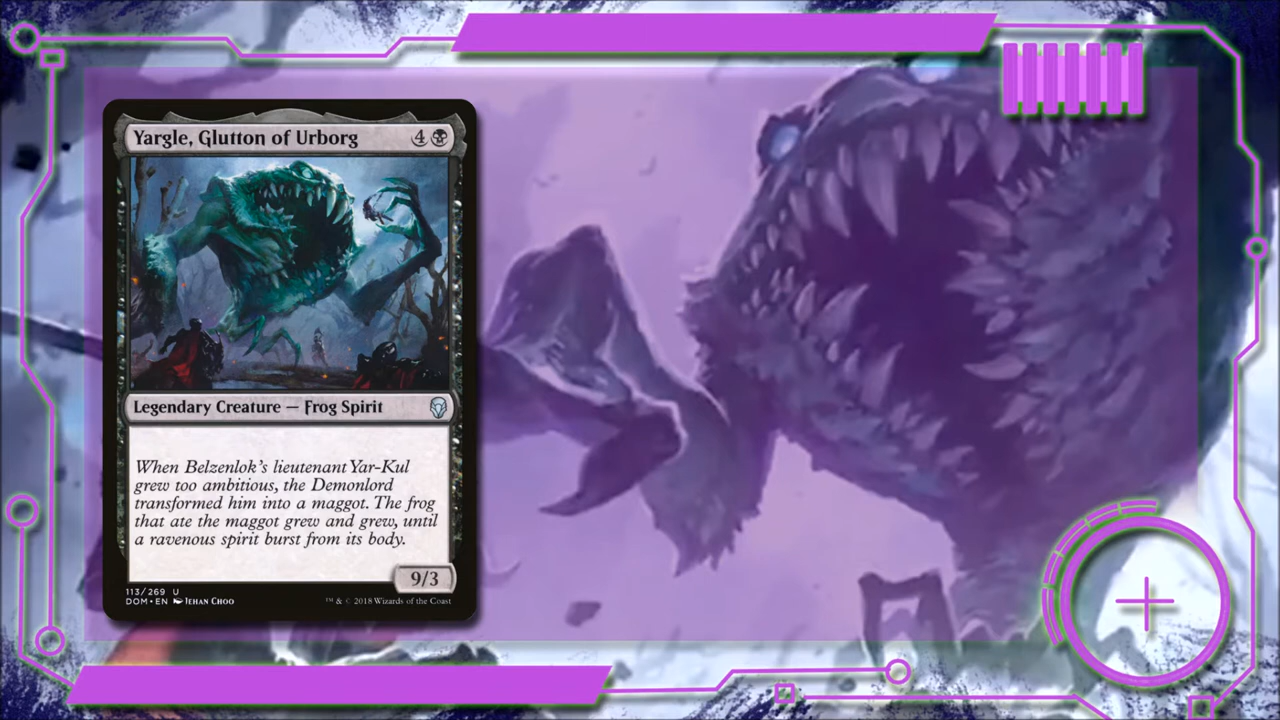 Yargle, Glutton of Urborg 4
Legendary Creature — Frog Spirit
When Belzenlok's lieutenant Yar-Kul
grew too ambitious, the Demonlord
transformed him into a maggot. The frog
that ate the maggot grew and grew, until
a ravenous spirit burst from its body.
9/3
113/269 U
DOM • EN JEHAN CHOO
™ & © 2018 Wizards of the Coast